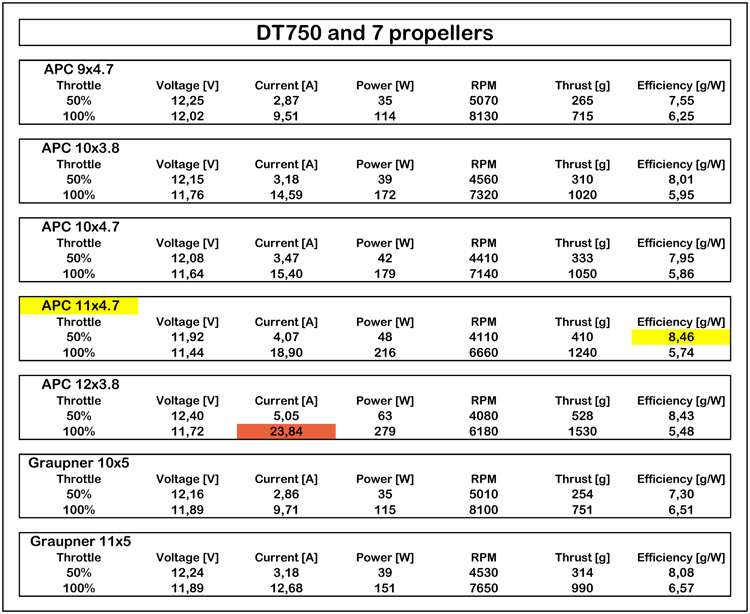 DT750 and 7 propellers
APC 9x4.7
Throttle Voltage [V] Current [A] Power [W] RPM Thrust [g] Efficiency [g/W]
50% 12,25 2,87 35 5070 265 7,55
100% 12,02 9,51 114 8130 715 6,25
APC 10x3.8
Throttle Voltage [V] Current [A] Power [W] RPM Thrust [g] Efficiency [g/W]
50% 12,15 3,18 39 4560 310 8,01
100% 11,76 14,59 172 7320 1020 5,95
APC 10x4.7
Throttle Voltage [V] Current [A] Power [W] RPM Thrust [g] Efficiency [g/W]
50% 12,08 3,47 42 4410 333 7,95
100% 11,64 15,40 179 7140 1050 5,86
APC 11x4.7
Throttle Voltage [V] Current [A] Power [W] RPM Thrust [g] Efficiency [g/W]
50% 11,92 4,07 48 4110 410 8,46
100% 11,44 18,90 216 6660 1240 5,74
APC 12x3.8
Throttle Voltage [V] Current [A] Power [W] RPM Thrust [g] Efficiency [g/W]
50% 12,40 5,05 63 4080 528 8,43
100% 11,72 23,84 279 6180 1530 5,48
Graupner 10x5
Throttle Voltage [V] Current [A] Power [W] RPM Thrust [g] Efficiency [g/W]
50% 12,16 2,86 35 5010 254 7,30
100% 11,89 9,71 115 8100 751 6,51
Graupner 11x5
Throttle Voltage [V] Current [A] Power [W] RPM Thrust [g] Efficiency [g/W]
50% 12,24 3,18 39 4530 314 8,08
100% 11,89 12,68 151 7650 990 6,57